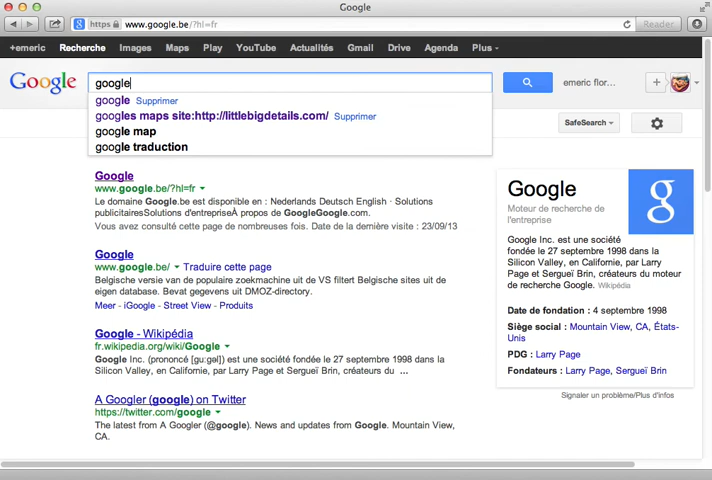 Google
https
www.google.be/?hl=fr
Reader
+emeric Recherche Images Maps Play YouTube Actualités Gmail Drive Agenda Plus
Google
google
emeric flor...
google Supprimer
googles maps site:http://littlebigdetails.com/ Supprimer
google map
google traduction
SafeSearch
Google
www.google.be/?hl=fr
Le domaine Google.be est disponible en : Nederlands Deutsch English · Solutions
publicitairesSolutions d'entrepriseÀ propos de GoogleGoogle.com.
Vous avez consulté cette page de nombreuses fois. Date de la dernière visite : 23/09/13
Google
www.google.be/ Traduire cette page
Belgische versie van de populaire zoekmachine uit de VS filtert Belgische sites uit de
eigen database. Bevat gegevens uit DMOZ-directory.
Meer - iGoogle - Street View - Produits
Google - Wikipédia
fr.wikipedia.org/wiki/Google
Google Inc. (prononcé [ɡuːɡəl]) est une société fondée le 27 septembre 1998 dans la
Silicon Valley, en Californie, par Larry Page et Sergueï Brin, créateurs du ...
A Googler (google) on Twitter
https://twitter.com/google
The latest from A Googler (@google). News and updates from Google. Mountain View,
CA.
Google
Moteur de recherche de
l'entreprise
g
Google Inc. est une société
fondée le 27 septembre 1998 dans la
Silicon Valley, en Californie, par Larry
Page et Sergueï Brin, créateurs du moteur
de recherche Google. Wikipédia
Date de fondation : 4 septembre 1998
Siège social : Mountain View, CA, États-
Unis
PDG : Larry Page
Fondateurs : Larry Page, Sergueï Brin
Signaler un problème/Plus d'infos